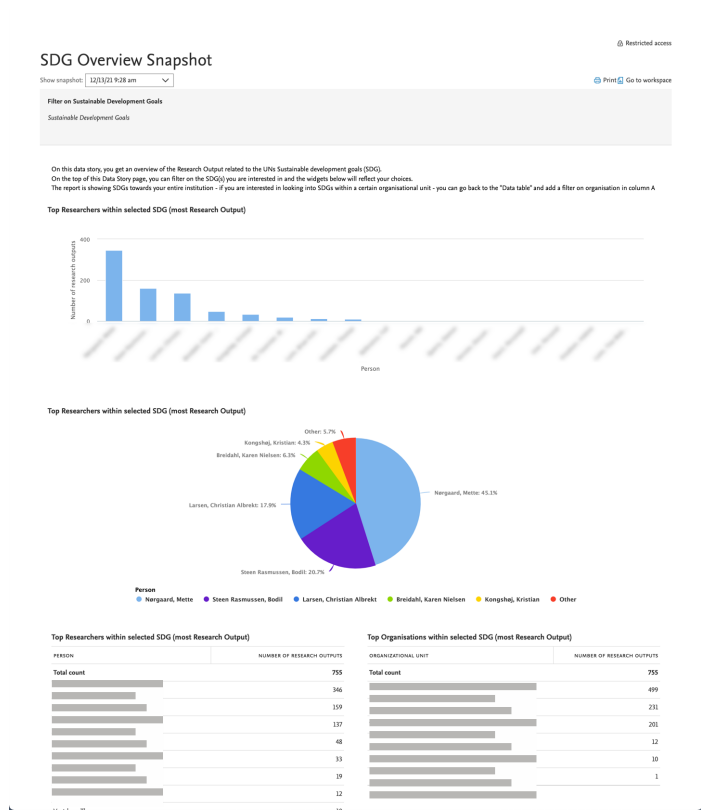 Restricted access
SDG Overview Snapshot
Show snapshot: 12/13/21 9:28 am
Print Go to workspace
Filter on Sustainable Development Goals
Sustainable Development Goals
On this data story, you get an overview of the Research Output related to the UNs Sustainable development goals (SDG).
On the top of this Data Story page, you can filter on the SDG(s) you are interested in and the widgets below will reflect your choices.
The report is showing SDGs towards your entire institution - if you are interested in looking into SDGs within a certain organisational unit - you can go back to the "Data table" and add a filter on organisation in column A
Top Researchers within selected SDG (most Research Output)
Number of research outputs
400
200
0
Person
Top Researchers within selected SDG (most Research Output)
Other: 5.7%
Kongshøj, Kristian: 4.3%
Breidahl, Karen Nielsen: 6.3%
Nørgaard, Mette: 45.1%
Larsen, Christian Albrekt: 17.9%
Steen Rasmussen, Bodil: 20.7%
Person
Nørgaard, Mette Steen Rasmussen, Bodil Larsen, Christian Albrekt Breidahl, Karen Nielsen Kongshøj, Kristian Other
Top Researchers within selected SDG (most Research Output)
PERSON NUMBER OF RESEARCH OUTPUTS
Total count 755
346
159
137
48
33
19
12
Top Organisations within selected SDG (most Research Output)
ORGANIZATIONAL UNIT NUMBER OF RESEARCH OUTPUTS
Total count 755
499
231
201
12
10
1